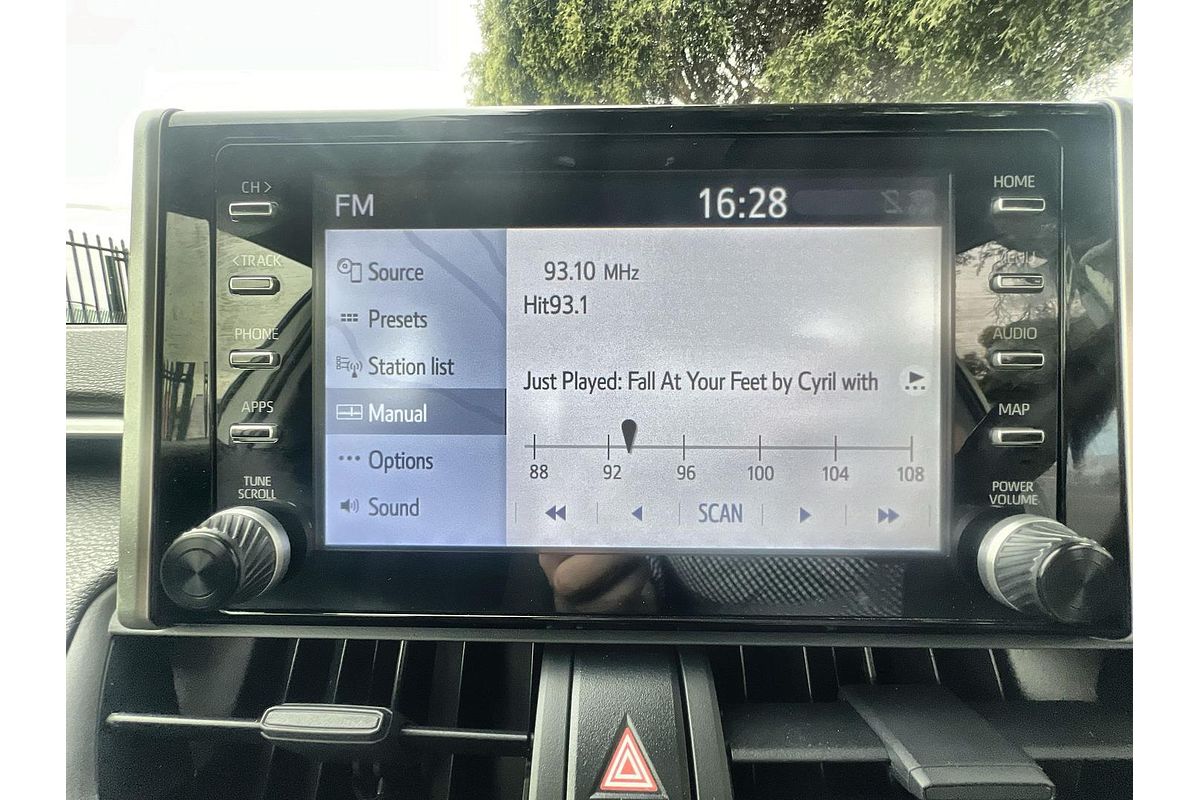 CH >
< TRACK
PHONE
APPS
TUNE
SCROLL
FM
16:28
Source
Presets
Station list
Manual
Options
Sound
93.10 MHz
Hit93.1
Just Played: Fall At Your Feet by Cyril with
88 92 96 100 104 108
SCAN
HOME
MENU
AUDIO
MAP
POWER
VOLUME